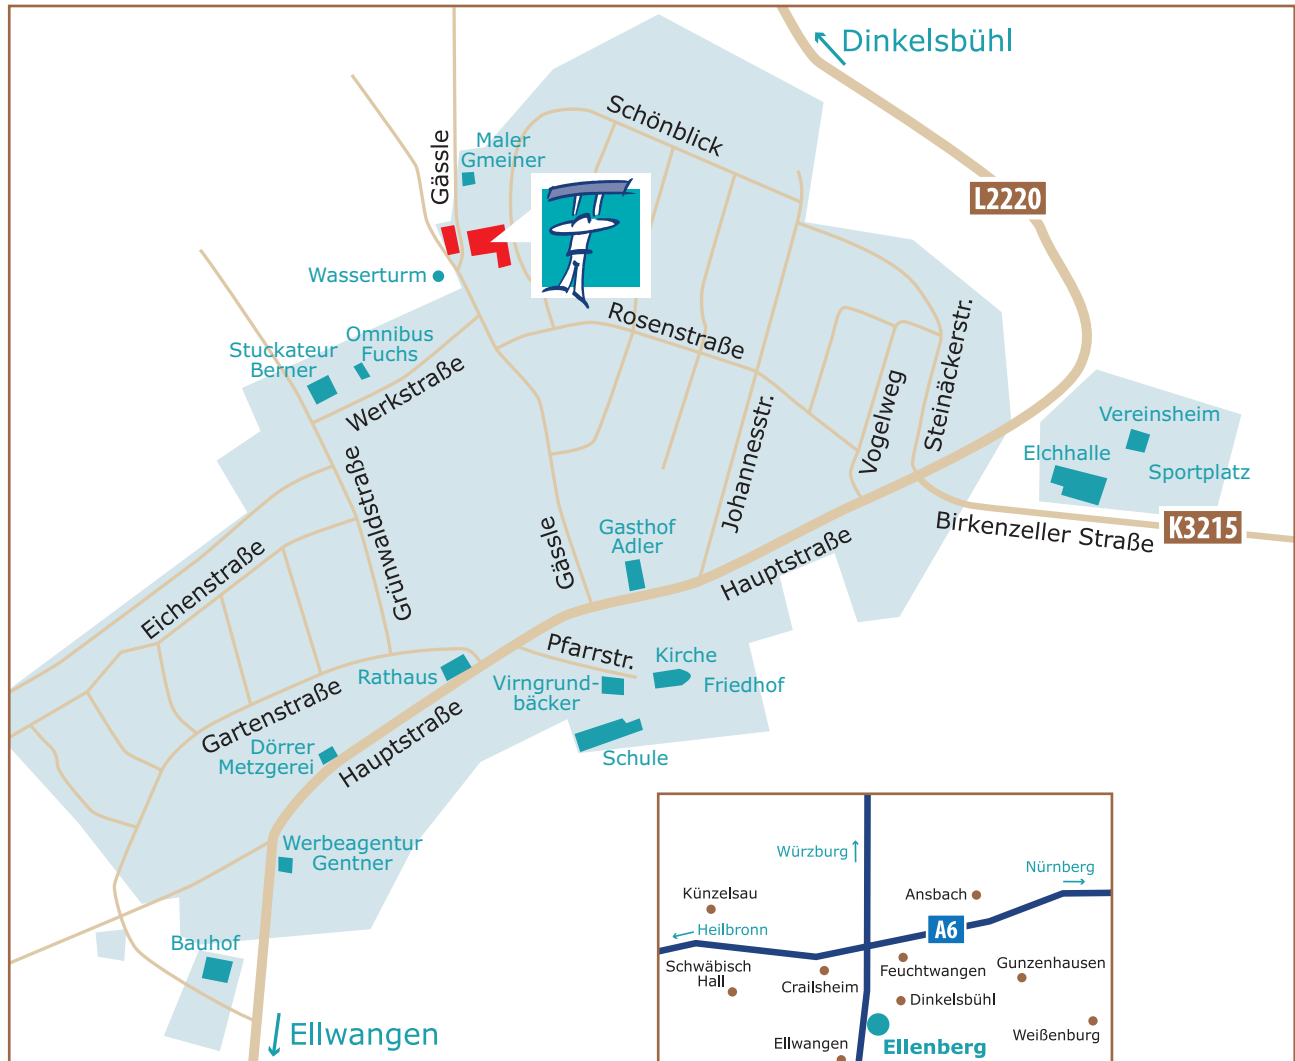 Dinkelsbühl
Schönblick
Maler
Gmeiner
Gässle
L2220
Wasserturm
Rosenstraße
Omnibus
Fuchs
Stuckateur
Berner
Werkstraße
Steinäckerstr.
Vogelweg
Johannesstr.
Vereinsheim
Elchhalle
Sportplatz
Grünwaldstraße
Birkenzeller Straße
K3215
Gasthof
Adler
Gässle
Hauptstraße
Eichenstraße
Pfarrstr.
Kirche
Rathaus
Virngrund-
bäcker
Friedhof
Gartenstraße
Hauptstraße
Dörrer
Metzgerei
Schule
Werbeagentur
Gentner
Bauhof
Ellwangen
Würzburg
Nürnberg
Künzelsau
Ansbach
Heilbronn
A6
Schwäbisch
Hall
Crailsheim
Feuchtwangen
Gunzenhausen
Dinkelsbühl
Weißenburg
Ellwangen
Ellenberg